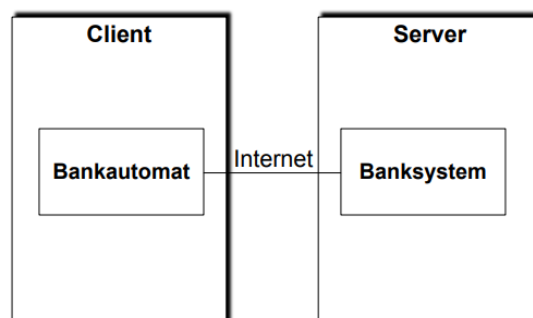 Client
Server
Bankautomat
Internet
Banksystem